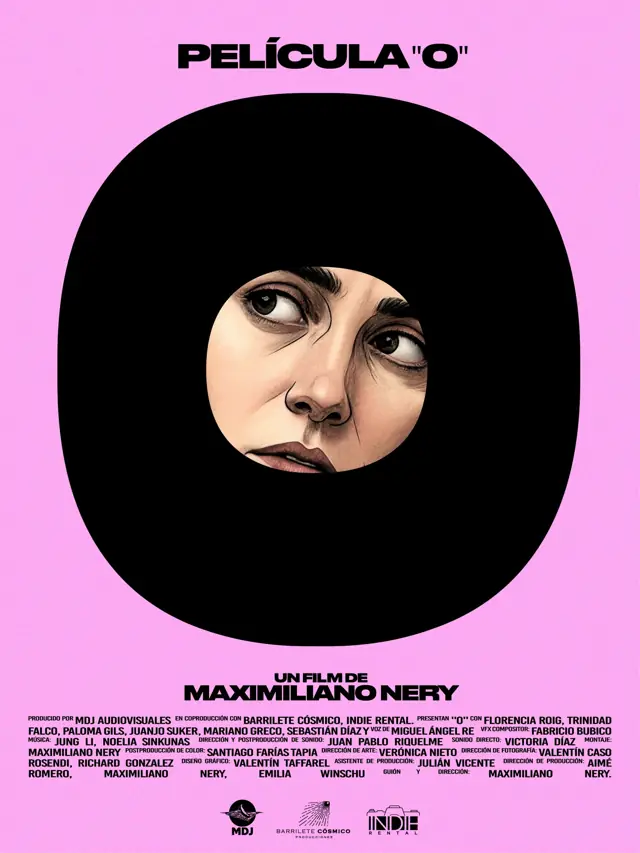 PELÍCULA "O"
UN FILM DE
MAXIMILIANO NERY
PRODUCIDO POR MDJ AUDIOVISUALES EN COPRODUCCIÓN CON BARRILETE CÓSMICO, INDIE RENTAL. PRESENTAN "O" CON FLORENCIA ROIG, TRINIDAD
FALCO, PALOMA GILS, JUANJO SUKER, MARIANO GRECO, SEBASTIÁN DÍAZ Y VOZ DE MIGUEL ÁNGEL RE VFX COMPOSITOR: FABRICIO BUBICO
MÚSICA: JUNG LI, NOELIA SINKUNAS DIRECCIÓN Y POSTPRODUCCIÓN DE SONIDO: JUAN PABLO RIQUELME SONIDO DIRECTO: VICTORIA DÍAZ MONTAJE:
MAXIMILIANO NERY POSTPRODUCCIÓN DE COLOR: SANTIAGO FARÍAS TAPIA DIRECCIÓN DE ARTE: VERÓNICA NIETO DIRECCIÓN DE FOTOGRAFÍA: VALENTÍN CASO
ROSENDI, RICHARD GONZALEZ DISEÑO GRÁFICO: VALENTÍN TAFFAREL ASISTENTE DE PRODUCCIÓN: JULIÁN VICENTE DIRECCIÓN DE PRODUCCIÓN: AIMÉ
ROMERO, MAXIMILIANO NERY, EMILIA WINSCHU GUIÓN Y DIRECCIÓN: MAXIMILIANO NERY.
MDJ
BARRILETE CÓSMICO
PRODUCCIONES
INDIE
RENTAL